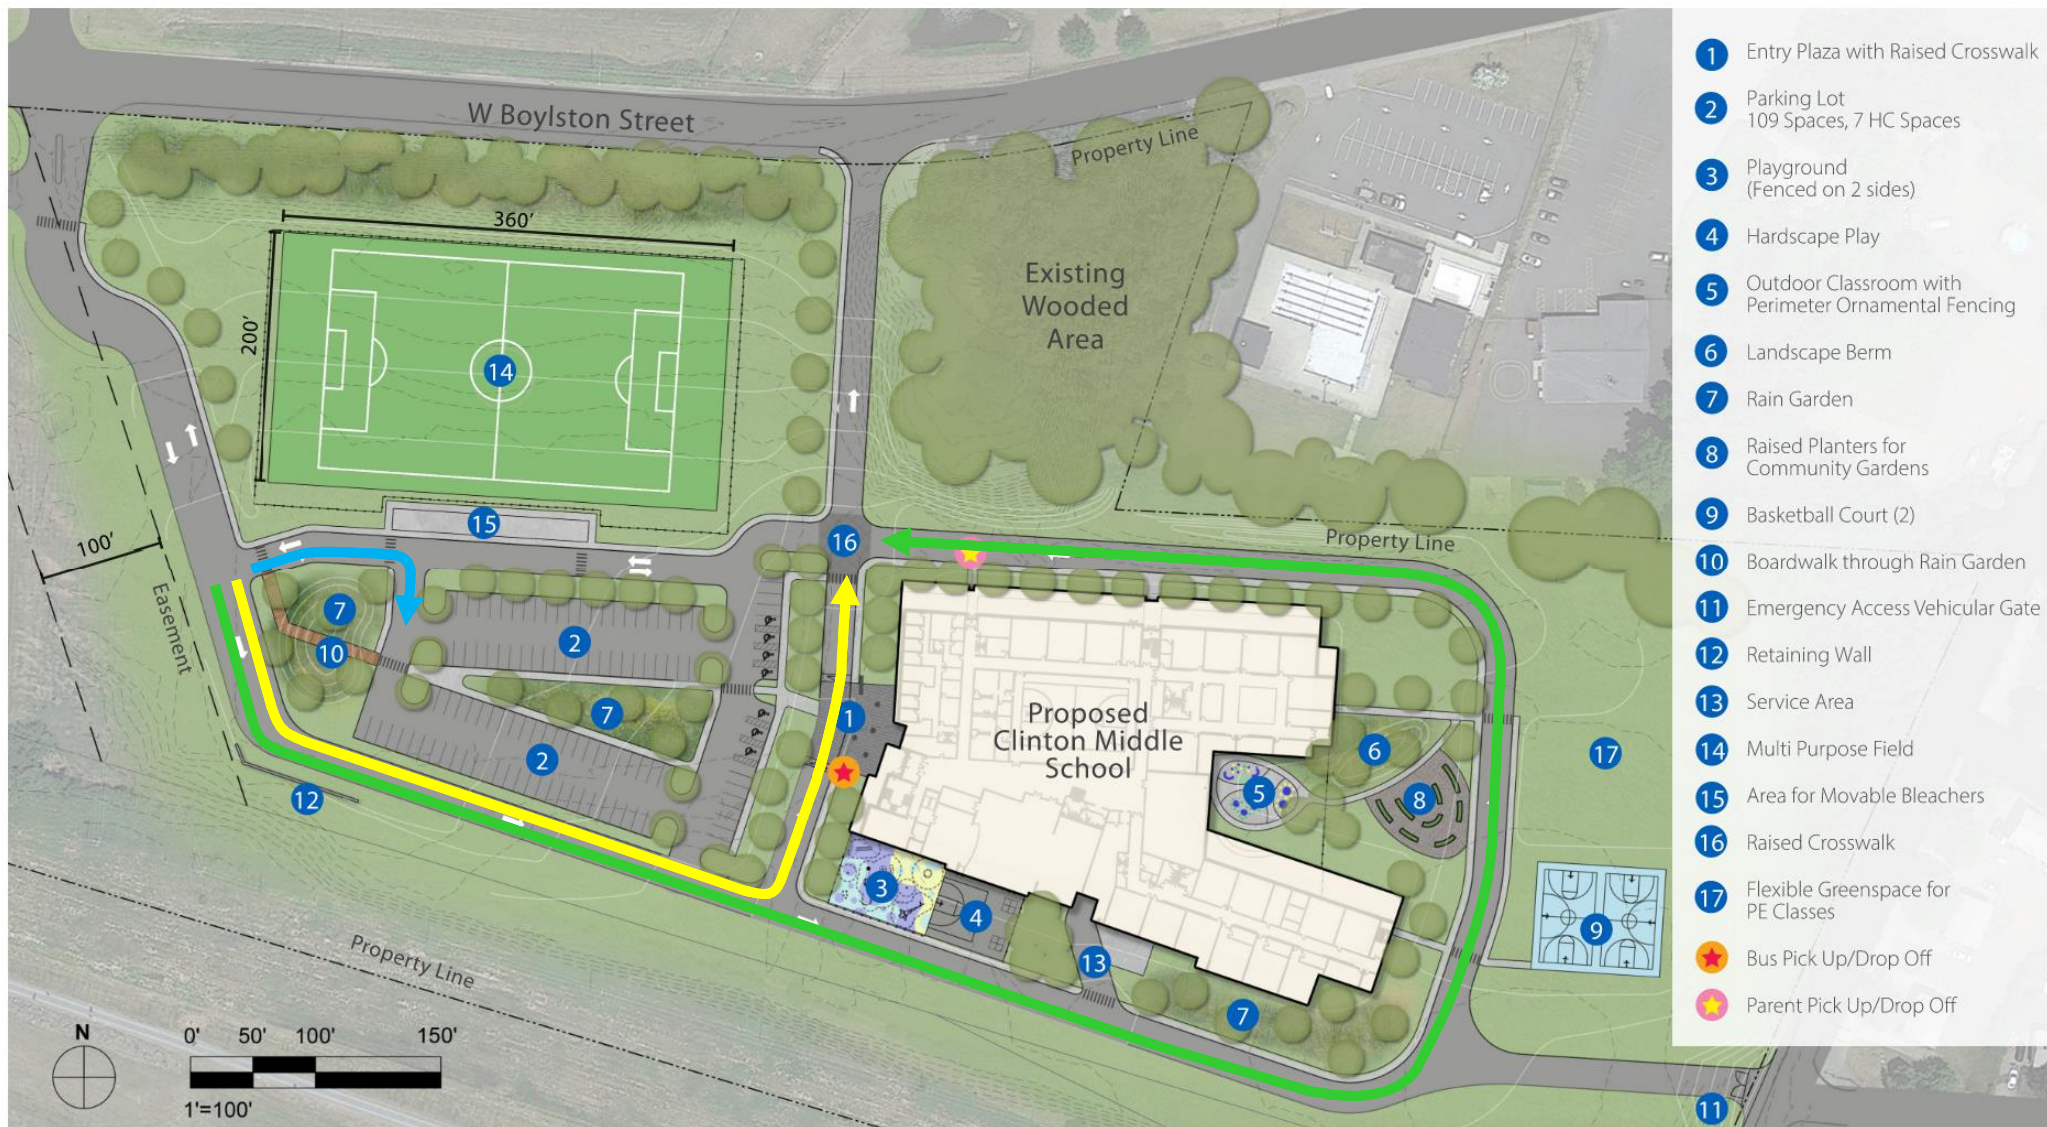 W Boylston Street
Property Line
360'
200'
Existing
Wooded
Area
14
15
16
Property Line
100'
Easement
7
10
2
7
2
1
12
Proposed
Clinton Middle
School
6
5
8
17
3
4
13
7
9
11
Property Line
N
0' 50' 100' 150'
1'=100'
1 Entry Plaza with Raised Crosswalk
2 Parking Lot
109 Spaces, 7 HC Spaces
3 Playground
(Fenced on 2 sides)
4 Hardscape Play
5 Outdoor Classroom with
Perimeter Ornamental Fencing
6 Landscape Berm
7 Rain Garden
8 Raised Planters for
Community Gardens
9 Basketball Court (2)
10 Boardwalk through Rain Garden
11 Emergency Access Vehicular Gate
12 Retaining Wall
13 Service Area
14 Multi Purpose Field
15 Area for Movable Bleachers
16 Raised Crosswalk
17 Flexible Greenspace for
PE Classes
Bus Pick Up/Drop Off
Parent Pick Up/Drop Off